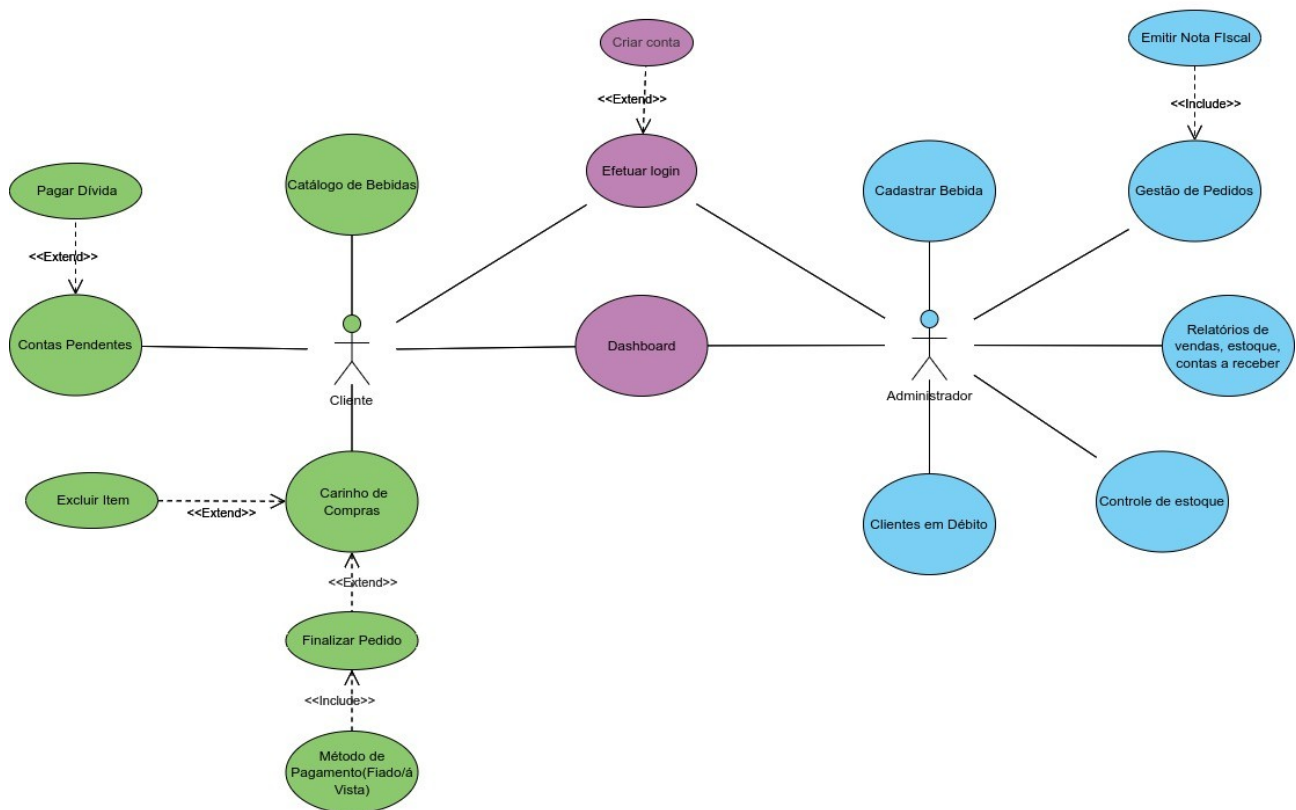 Criar conta
Emitir Nota FIscal
<<Extend>>
<<Include>>
Pagar Dívida
Catálogo de Bebidas
Efetuar login
Cadastrar Bebida
Gestão de Pedidos
<<Extend>>
Contas Pendentes
Dashboard
Relatórios de
vendas, estoque,
contas a receber
Cliente
Administrador
Excluir Item
<<Extend>>
Carinho de
Compras
Clientes em Débito
Controle de estoque
<<Extend>>
Finalizar Pedido
<<Include>>
Método de
Pagamento(Fiado/á
Vista)